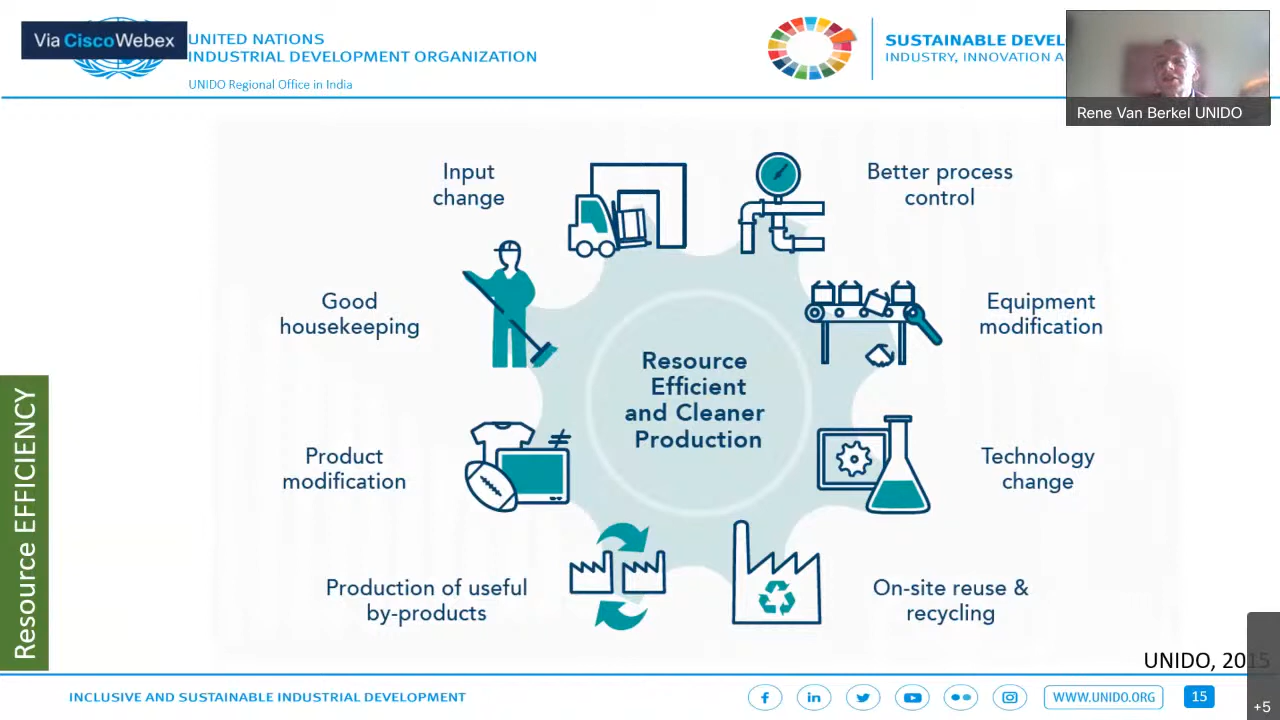 Via CiscoWebex
UNITED NATIONS
INDUSTRIAL DEVELOPMENT ORGANIZATION
UNIDO Regional Office in India
SUSTAINABLE DEVEL
INDUSTRY, INNOVATION A
Rene Van Berkel UNIDO
Input
change
Better process
control
Good
housekeeping
Equipment
modification
Resource
Efficient
and Cleaner
Production
Product
modification
Technology
change
Production of useful
by-products
On-site reuse &
recycling
Resource EFFICIENCY
UNIDO, 2015
INCLUSIVE AND SUSTAINABLE INDUSTRIAL DEVELOPMENT
WWW.UNIDO.ORG
15
+5